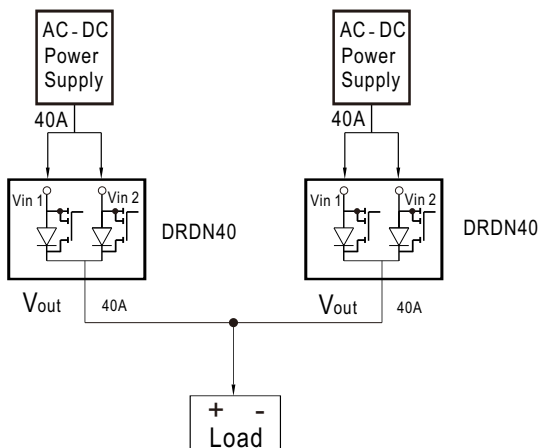 AC - DC
Power
Supply
AC - DC
Power
Supply
40A
40A
Vin 1
Vin 2
DRDN40
Vin 1
Vin 2
DRDN40
Vout
40A
Vout
40A
+ -
Load